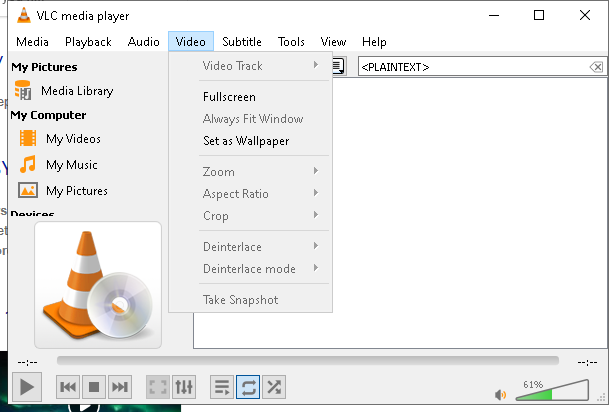 VLC media player
Media Playback Audio Video Subtitle Tools View Help
My Pictures
Media Library
My Computer
My Videos
My Music
My Pictures
Devices
Video Track
Fullscreen
Always Fit Window
Set as Wallpaper
Zoom
Aspect Ratio
Crop
Deinterlace
Deinterlace mode
Take Snapshot
<PLAINTEXT>
--:-- --:--
61%